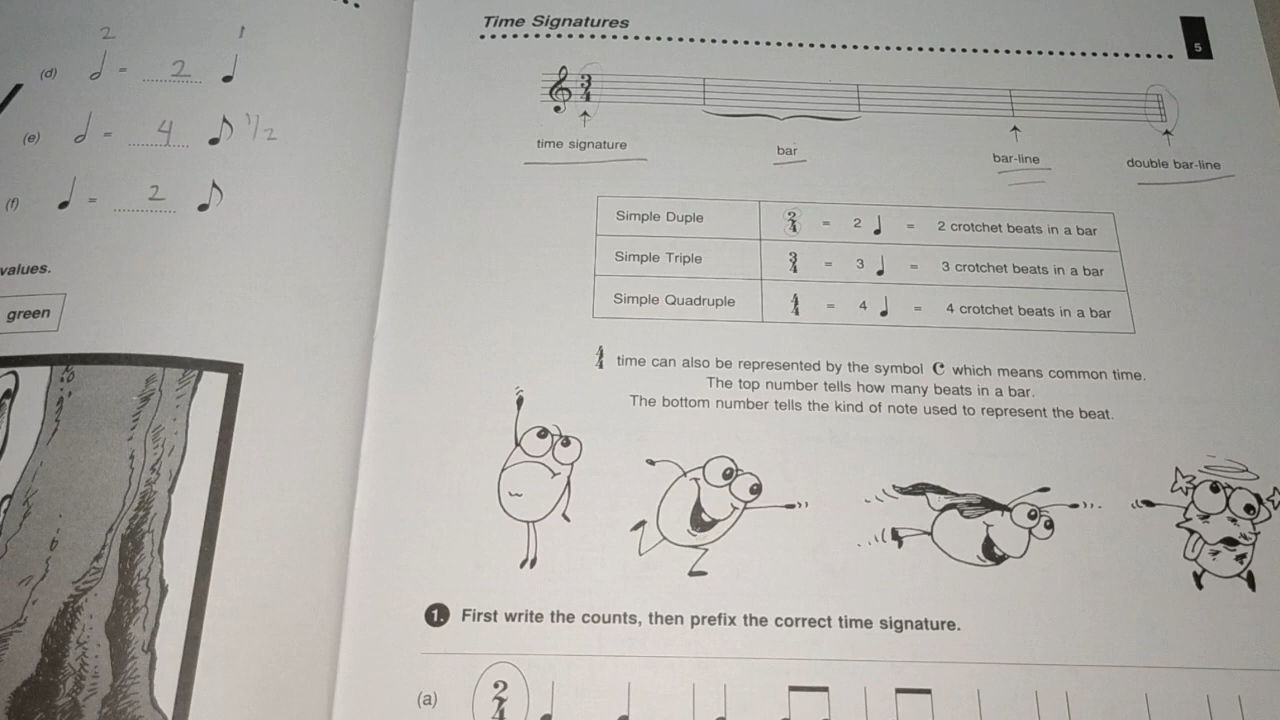 2 1
(d) 𝅗𝅥 = 2 ♩
(e) 𝅗𝅥 = 4 ♪ 1/2
(f) ♩ = 2 ♪
values.
green
Time Signatures
5
3
4
time signature
bar
bar-line
double bar-line
Simple Duple 2/4 = 2 ♩ = 2 crotchet beats in a bar
Simple Triple 3/4 = 3 ♩ = 3 crotchet beats in a bar
Simple Quadruple 4/4 = 4 ♩ = 4 crotchet beats in a bar
4/4 time can also be represented by the symbol C which means common time.
The top number tells how many beats in a bar.
The bottom number tells the kind of note used to represent the beat.
1. First write the counts, then prefix the correct time signature.
(a) 2/4